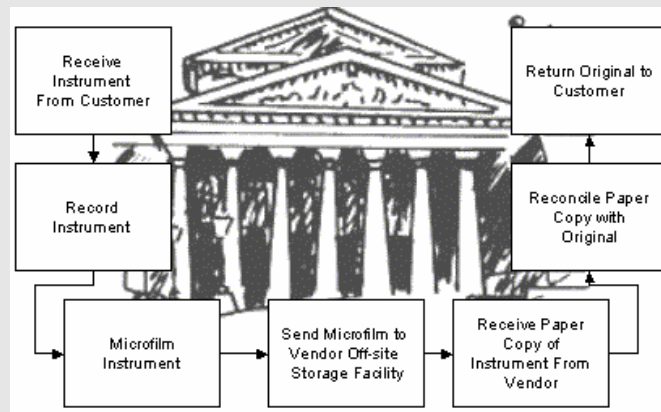 Receive
Instrument
From Customer
Record
Instrument
Microfilm
Instrument
Send Microfilm to
Vendor Off-site
Storage Facility
Receive Paper
Copy of
Instrument From
Vendor
Reconcile Paper
Copy with
Original
Return Original to
Customer